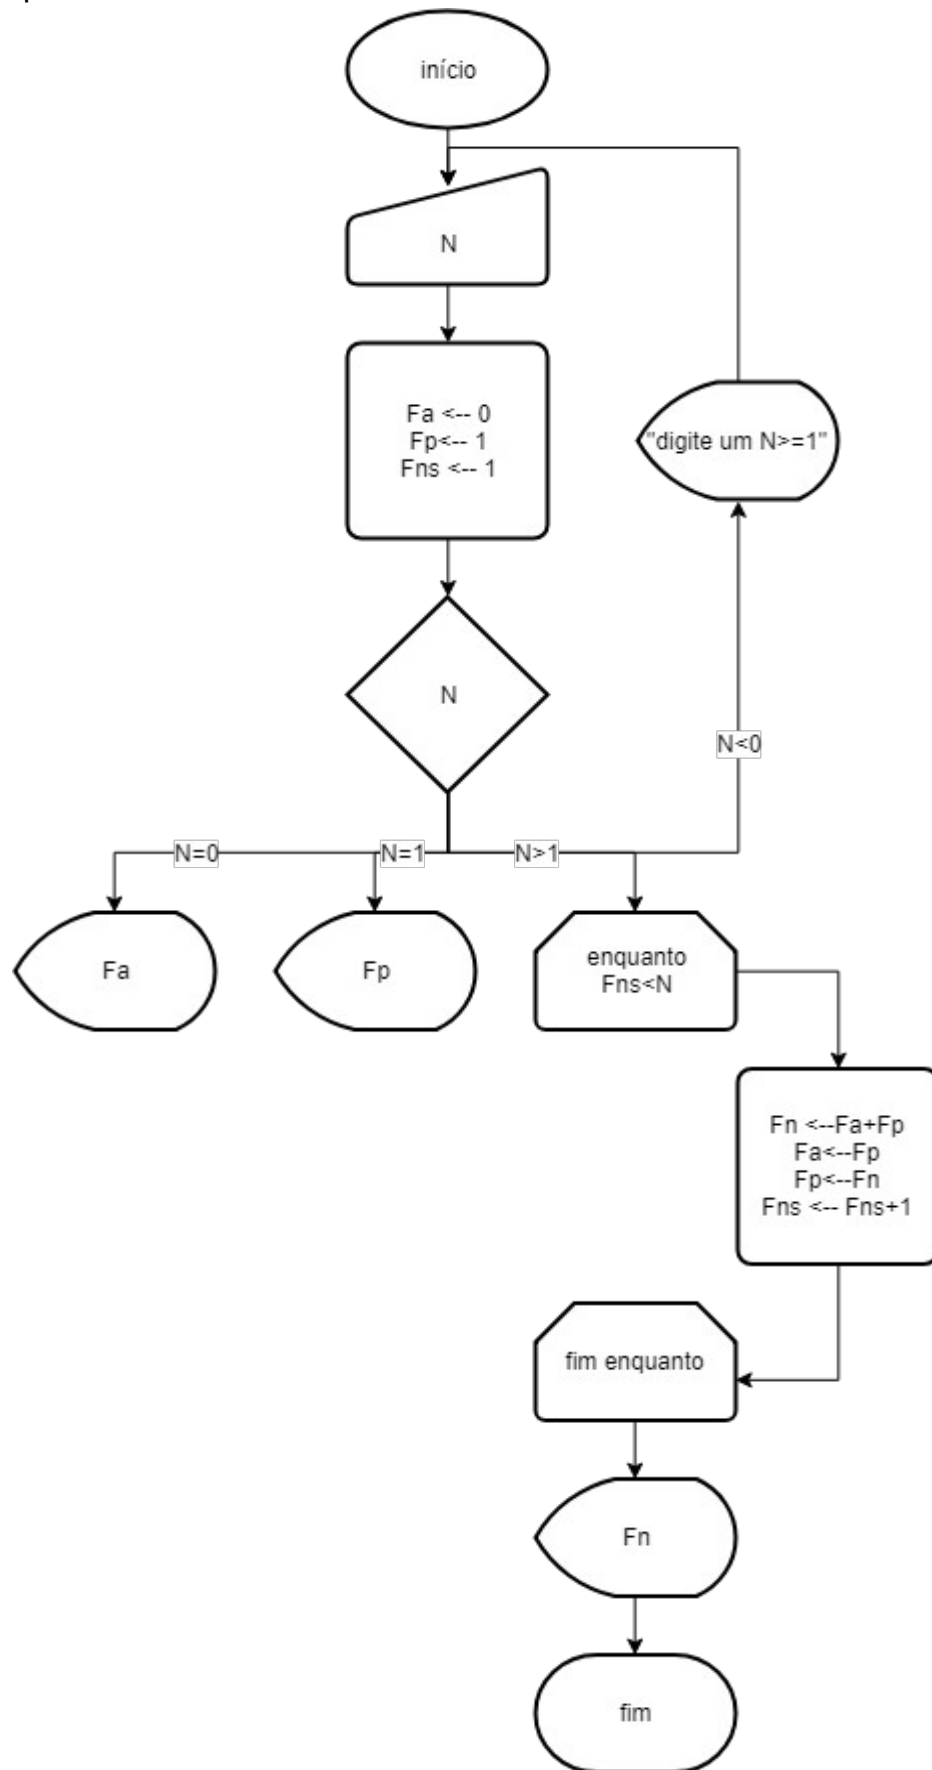 início
N
Fa <-- 0
Fp<-- 1
Fns <-- 1
"digite um N>=1"
N
N<0
N=0
N=1
N>1
Fa
Fp
enquanto
Fns<N
Fn <--Fa+Fp
Fa<--Fp
Fp<--Fn
Fns <-- Fns+1
fim enquanto
Fn
fim